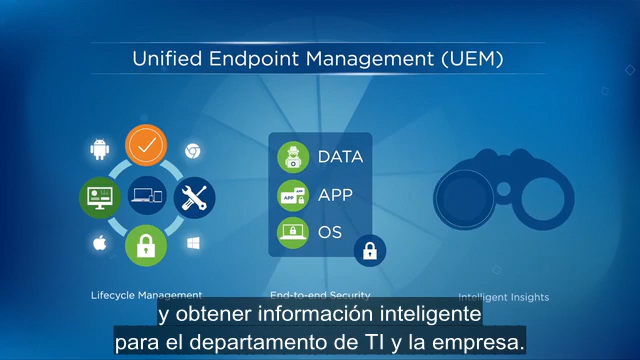 Unified Endpoint Management (UEM)
DATA
APP
OS
Lifecycle Management
End-to-end Security
Intelligent Insights
y obtener información inteligente
para el departamento de TI y la empresa.